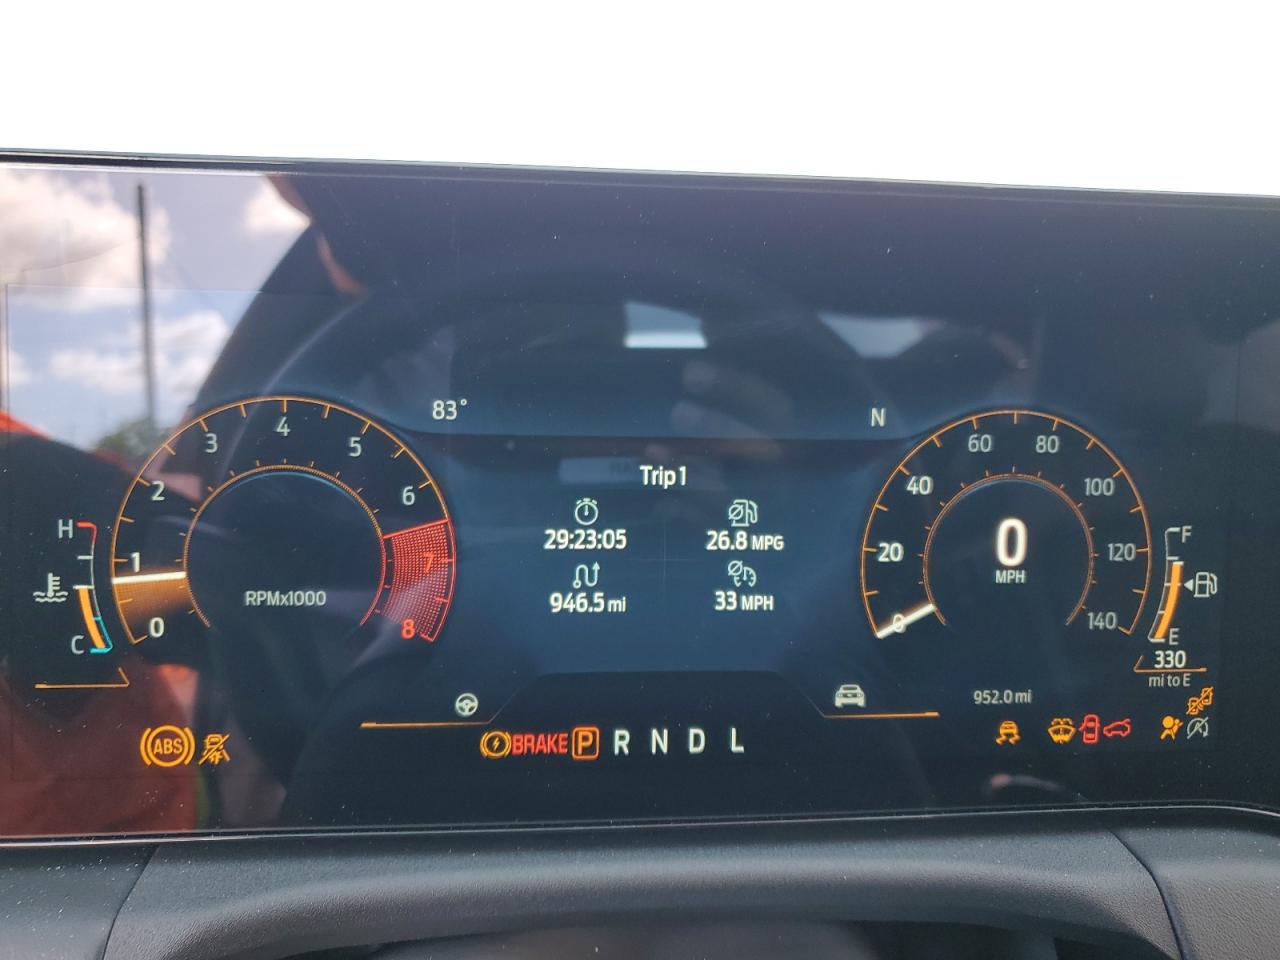 83°
N
4
3
5
2
6
1
7
0
8
RPMx1000
H
C
Trip 1
29:23:05
26.8 MPG
946.5 mi
33 MPH
60
80
40
100
20
120
0
140
0
MPH
F
E
330
mi to E
952.0 mi
ABS
BRAKE P R N D L